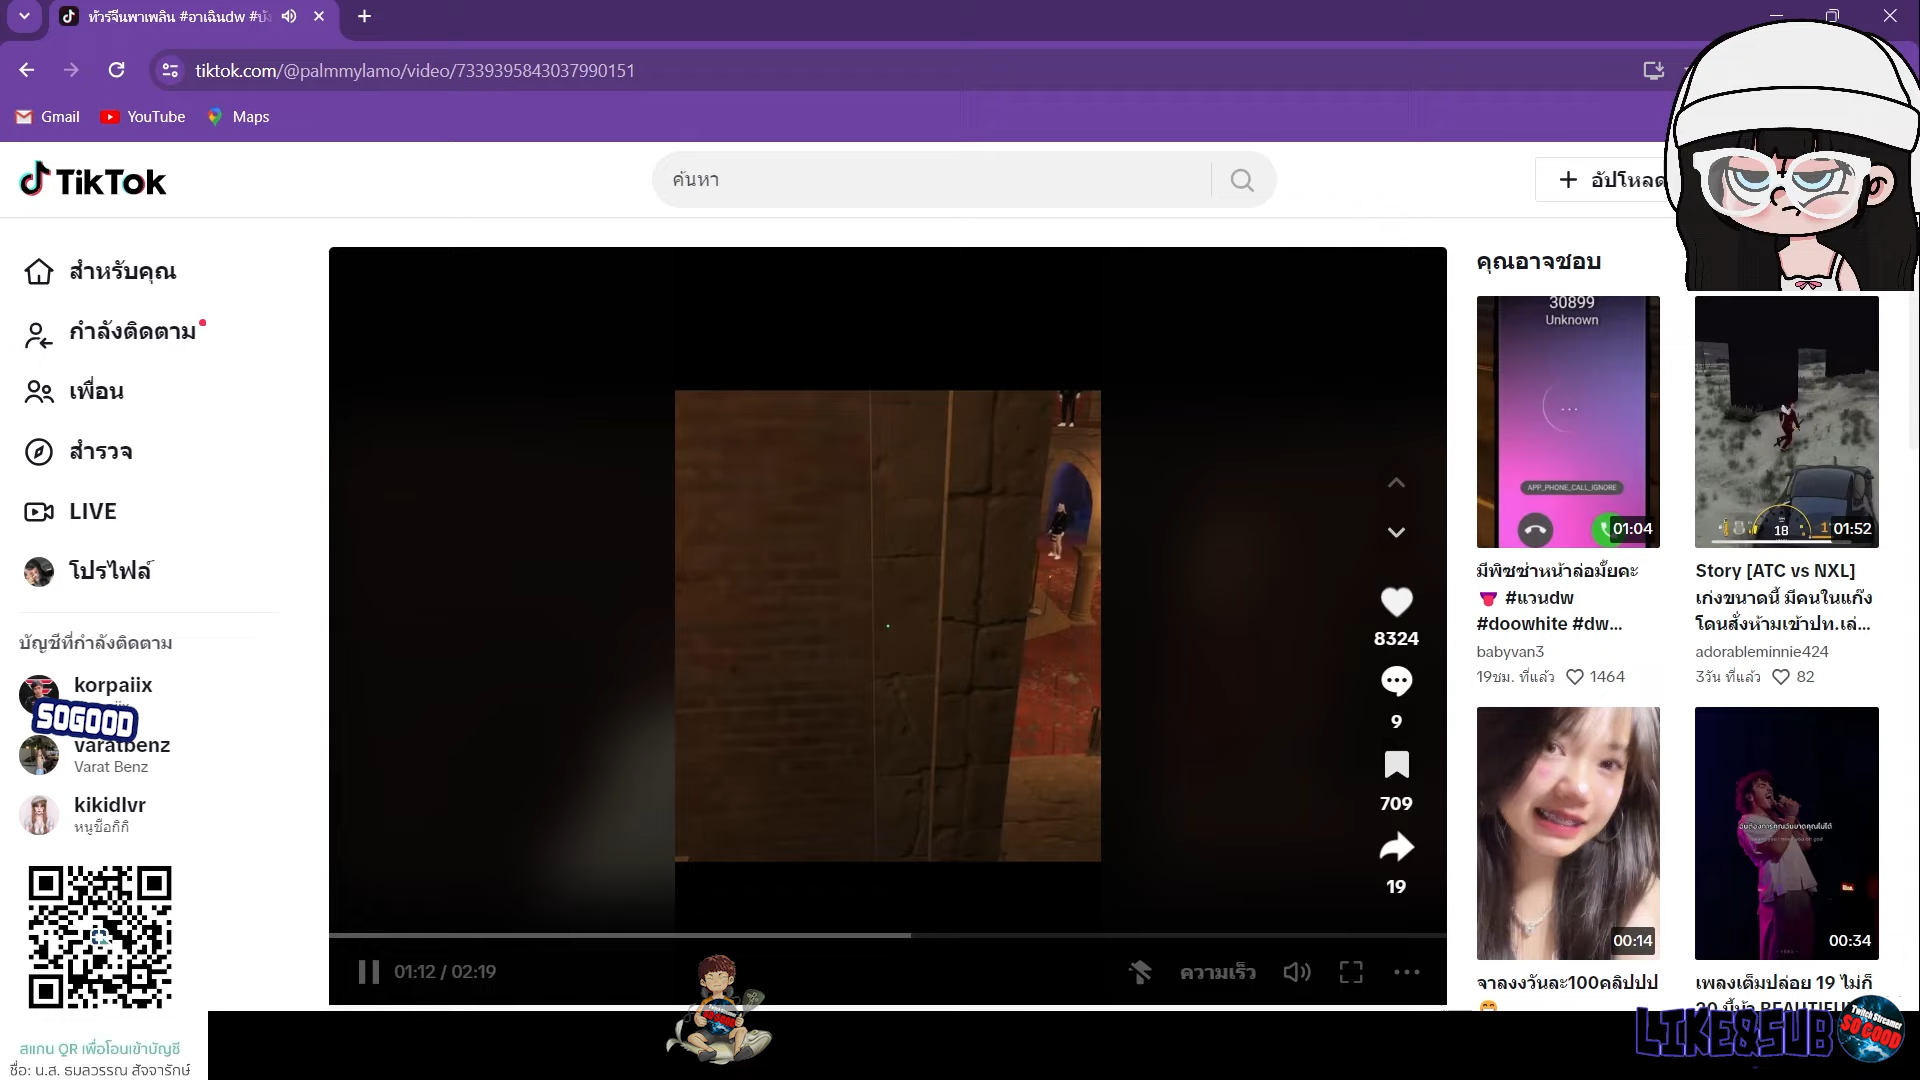 ทัวร์จีนพาเพลิน #อาเฉินdw #บัง
tiktok.com/@palmmylamo/video/7339395843037990151
Gmail
YouTube
Maps
TikTok
ค้นหา
อัปโหลด
สำหรับคุณ
กำลังติดตาม
เพื่อน
สำรวจ
LIVE
โปรไฟล์
บัญชีที่กำลังติดตาม
korpaiix
SOGOOD
varatbenz
Varat Benz
kikidlvr
หนูชื่อกิกิ
สแกน QR เพื่อโอนเข้าบัญชี
ชื่อ: น.ส. ธมลวรรณ สัจจารักษ์
8324
9
709
19
01:12 / 02:19
ความเร็ว
คุณอาจชอบ
30899
Unknown
...
APP_PHONE_CALL_IGNORE
01:04
มีพิซซ่าหน้าล่อมั้ยคะ
👅 #แวนdw
#doowhite #dw...
babyvan3
19ชม. ที่แล้ว 1464
18
01:52
Story [ATC vs NXL]
เก่งขนาดนี้ มีคนในแก๊ง
โดนสั่งห้ามเข้าปท.เล่...
adorableminnie424
3วัน ที่แล้ว 82
00:14
จาลงงวันละ100คลิปปป
00:34
เพลงเต็มปล่อย 19 ไม่ก็
LIKE&SUB
Twitch Streamer
SO GOOD